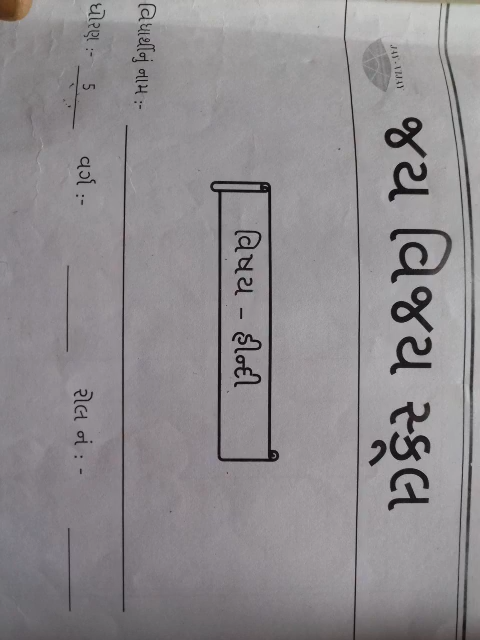 જય વિજય સ્કૂલ
વિષય - હીન્દી
વિદ્યાર્થીનું નામ :-
ધોરણ :- 5 વર્ગ :- રોલ નં : -